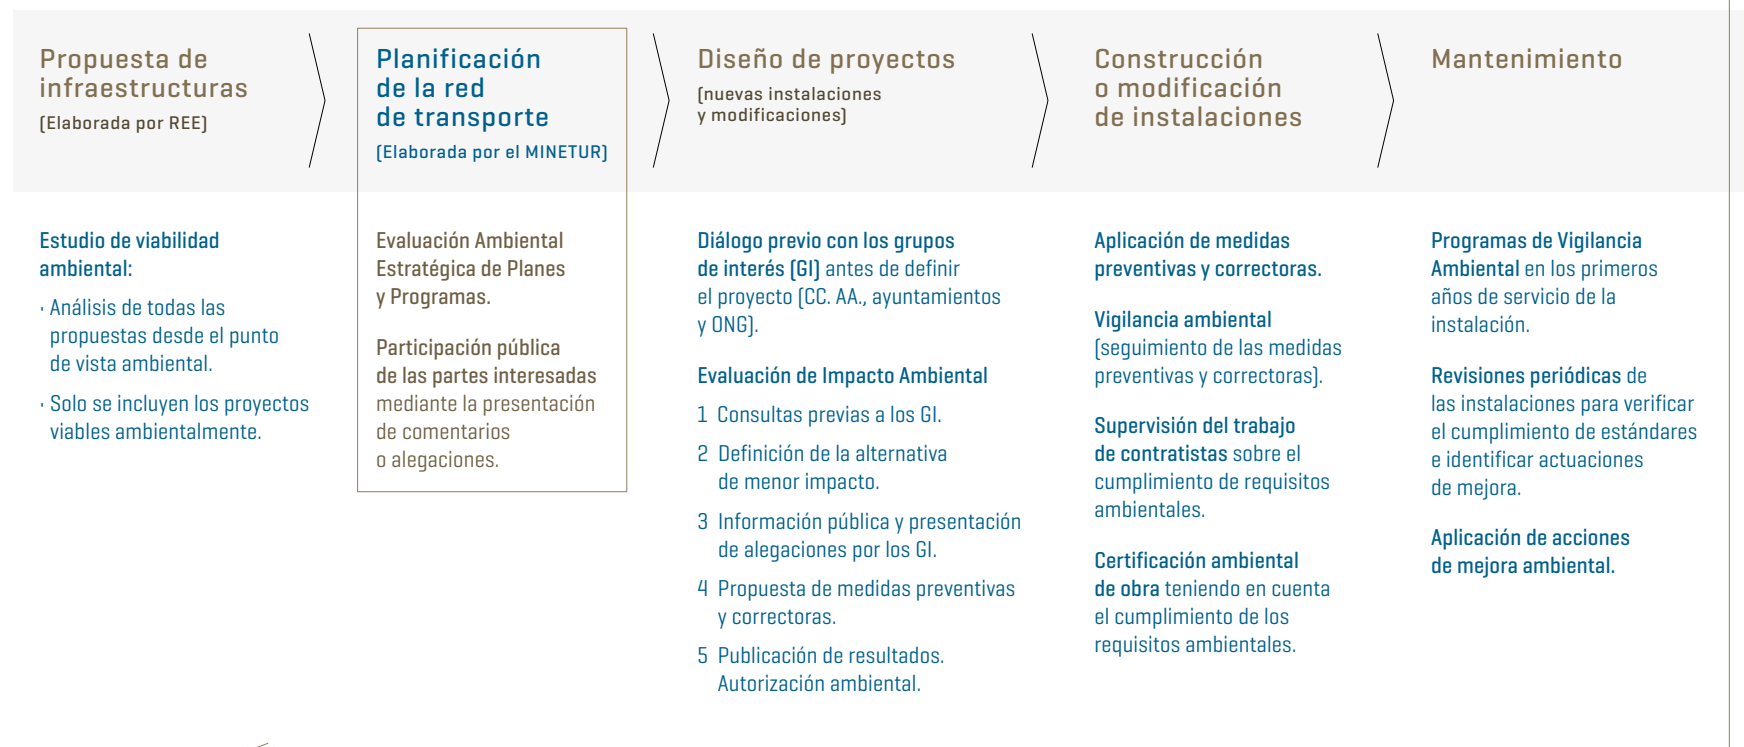 Propuesta de
infraestructuras
(Elaborada por REE)
Estudio de viabilidad
ambiental:
· Análisis de todas las
propuestas desde el punto
de vista ambiental.
· Solo se incluyen los proyectos
viables ambientalmente.
Planificación
de la red
de transporte
(Elaborada por el MINETUR)
Evaluación Ambiental
Estratégica de Planes
y Programas.
Participación pública
de las partes interesadas
mediante la presentación
de comentarios
o alegaciones.
Diseño de proyectos
(nuevas instalaciones
y modificaciones)
Diálogo previo con los grupos
de interés (GI) antes de definir
el proyecto (CC. AA., ayuntamientos
y ONG).
Evaluación de Impacto Ambiental
1 Consultas previas a los GI.
2 Definición de la alternativa
de menor impacto.
3 Información pública y presentación
de alegaciones por los GI.
4 Propuesta de medidas preventivas
y correctoras.
5 Publicación de resultados.
Autorización ambiental.
Construcción
o modificación
de instalaciones
Aplicación de medidas
preventivas y correctoras.
Vigilancia ambiental
(seguimiento de las medidas
preventivas y correctoras).
Supervisión del trabajo
de contratistas sobre el
cumplimiento de requisitos
ambientales.
Certificación ambiental
de obra teniendo en cuenta
el cumplimiento de los
requisitos ambientales.
Mantenimiento
Programas de Vigilancia
Ambiental en los primeros
años de servicio de la
instalación.
Revisiones periódicas de
las instalaciones para verificar
el cumplimiento de estándares
e identificar actuaciones
de mejora.
Aplicación de acciones
de mejora ambiental.